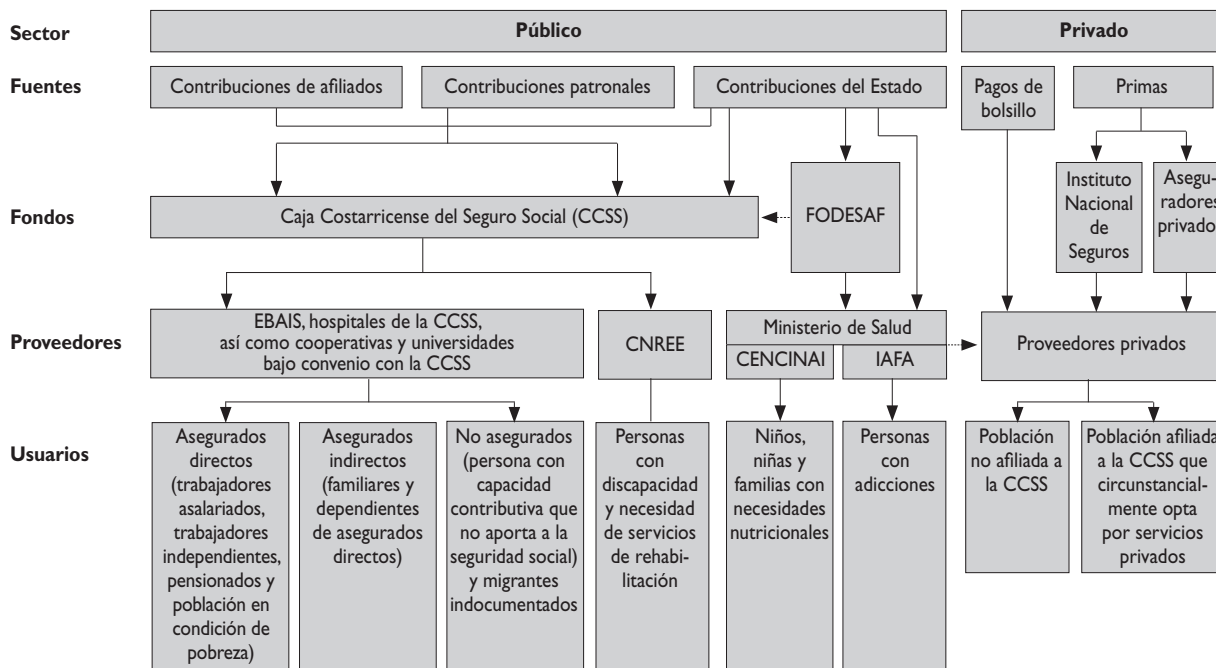 Sector
Público
Privado
Fuentes
Contribuciones de afiliados
Contribuciones patronales
Contribuciones del Estado
Pagos de
bolsillo
Primas
Fondos
Caja Costarricense del Seguro Social (CCSS)
FODESAF
Instituto
Nacional
de
Seguros
Asegu-
radores
privado
Proveedores
EBAIS, hospitales de la CCSS,
así como cooperativas y universidades
bajo convenio con la CCSS
CNREE
Ministerio de Salud
CENCINAI
IAFA
Proveedores privados
Usuarios
Asegurados
directos
(trabajadores
asalariados,
trabajadores
independientes,
pensionados y
población en
condición de
pobreza)
Asegurados
indirectos
(familiares y
dependientes
de asegurados
directos)
No asegurados
(persona con
capacidad
contributiva que
no aporta a la
seguridad social)
y migrantes
indocumentados
Personas
con
discapacidad
y necesidad
de servicios
de rehabi-
litación
Niños,
niñas y
familias con
necesidades
nutricionales
Personas
con
adicciones
Población
no afiliada a
la CCSS
Población afiliada
a la CCSS que
circunstancial-
mente opta
por servicios
privados